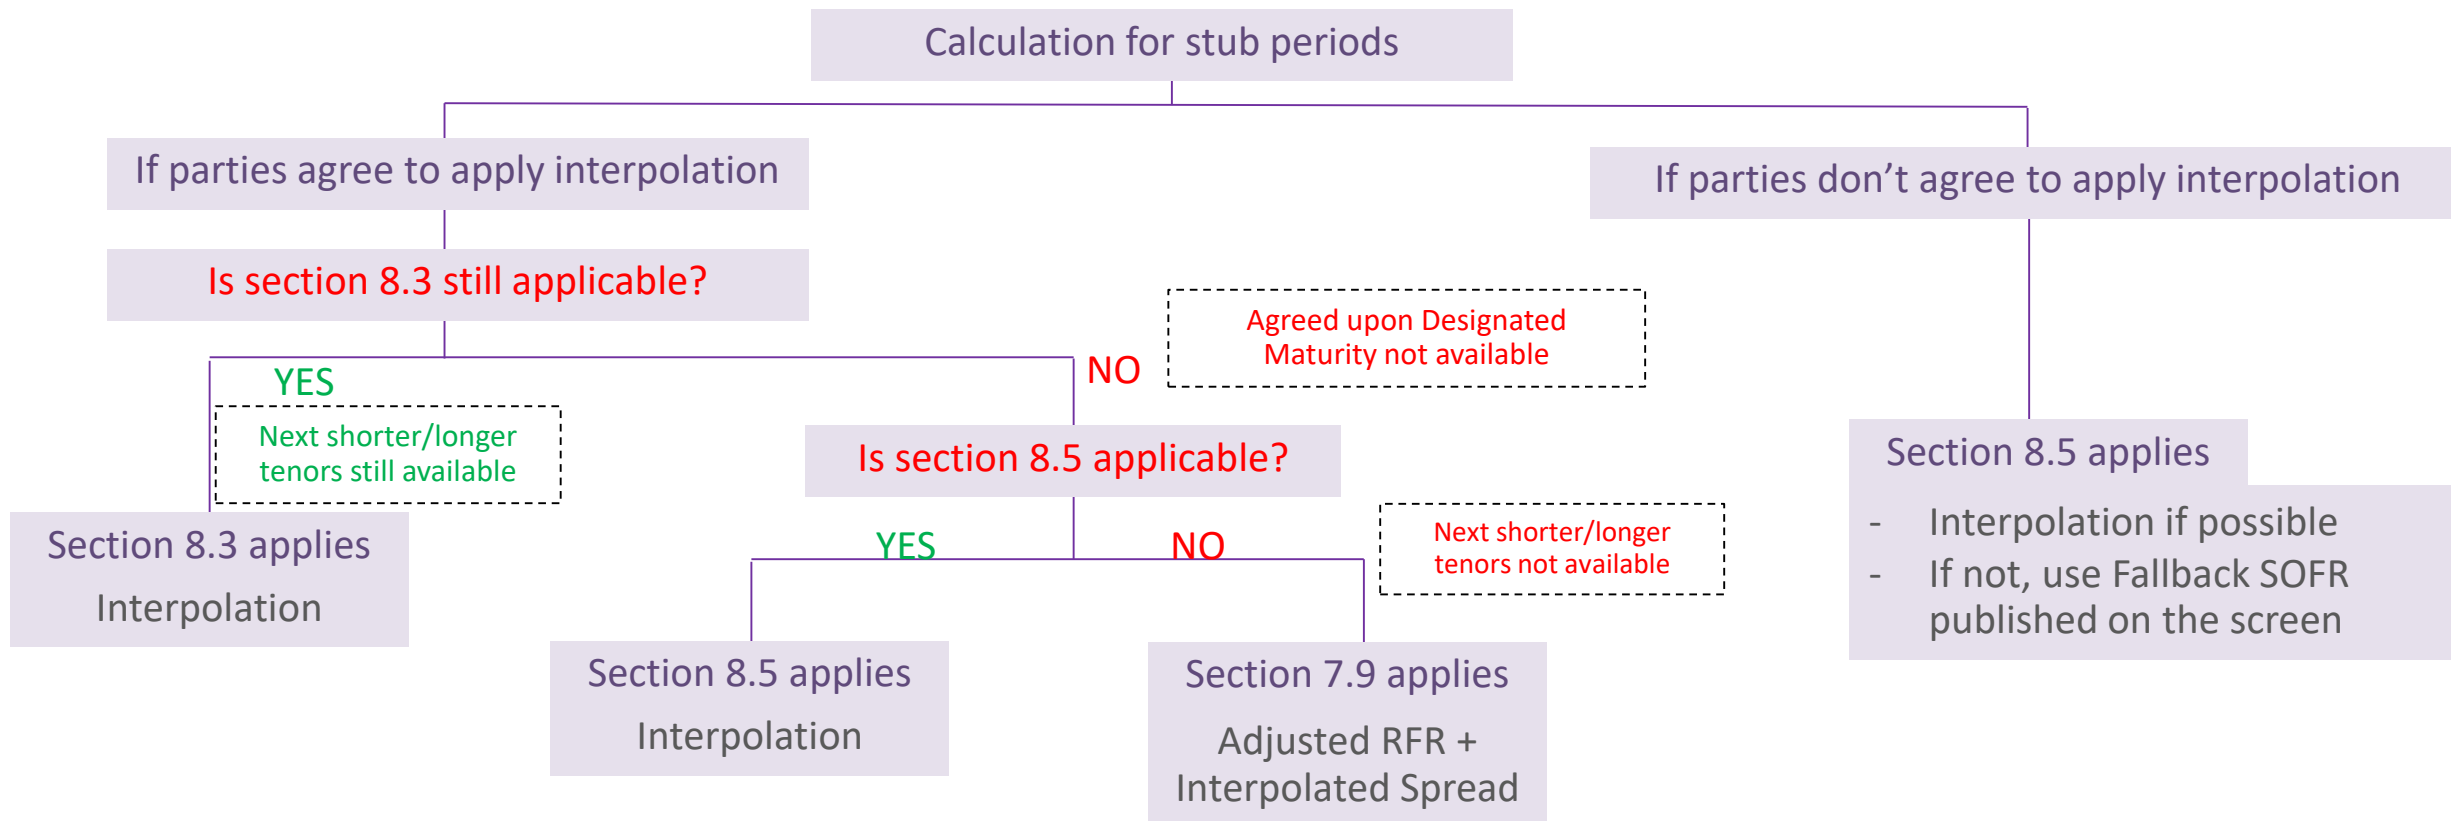 Calculation for stub periods
If parties agree to apply interpolation
If parties don’t agree to apply interpolation
Is section 8.3 still applicable?
Agreed upon Designated
Maturity not available
YES
NO
Next shorter/longer
tenors still available
Is section 8.5 applicable?
Section 8.5 applies
- Interpolation if possible
- If not, use Fallback SOFR
published on the screen
Section 8.3 applies
Interpolation
YES
NO
Next shorter/longer
tenors not available
Section 8.5 applies
Interpolation
Section 7.9 applies
Adjusted RFR +
Interpolated Spread